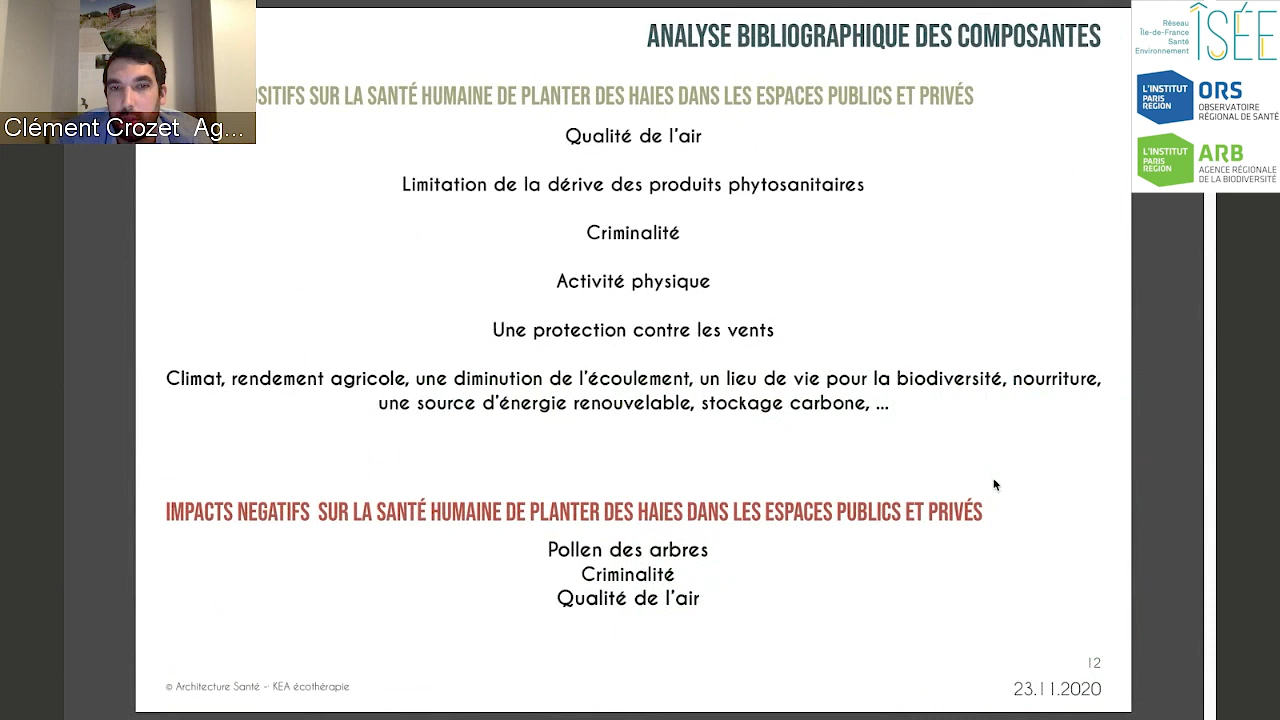 ANALYSE BIBLIOGRAPHIQUE DES COMPOSANTES
SUR LA SANTÉ HUMAINE DE PLANTER DES HAIES DANS LES ESPACES PUBLICS ET PRIVÉS
Clément Crozet Ag...
Qualité de l'air
Limitation de la dérive des produits phytosanitaires
Criminalité
Activité physique
Une protection contre les vents
Climat, rendement agricole, une diminution de l'écoulement, un lieu de vie pour la biodiversité, nourriture,
une source d'énergie renouvelable, stockage carbone, ...
IMPACTS NEGATIFS SUR LA SANTÉ HUMAINE DE PLANTER DES HAIES DANS LES ESPACES PUBLICS ET PRIVÉS
Pollen des arbres
Criminalité
Qualité de l'air
12
© Architecture Santé - KEA écothérapie
23.11.2020
Réseau
Île-de-France
Santé
Environnement
ÎSÉE
L'INSTITUT
PARIS
REGION
ORS
OBSERVATOIRE
RÉGIONAL DE SANTÉ
L'INSTITUT
PARIS
REGION
ARB
AGENCE RÉGIONALE
DE LA BIODIVERSITÉ